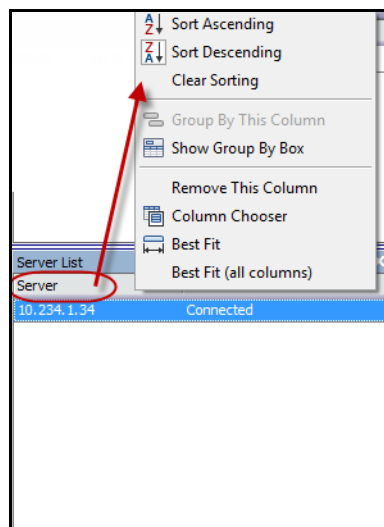 Sort Ascending
Sort Descending
Clear Sorting
Group By This Column
Show Group By Box
Remove This Column
Column Chooser
Best Fit
Best Fit (all columns)
Server List
Server
10.234.1.34 Connected